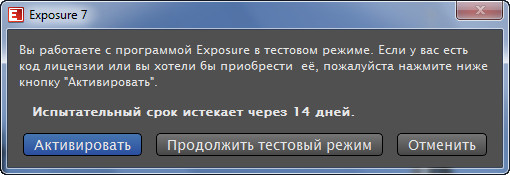 Exposure 7
Вы работаете с программой Exposure в тестовом режиме. Если у вас есть
код лицензии или вы хотели бы приобрести её, пожалуйста нажмите ниже
кнопку "Активировать".
Испытательный срок истекает через 14 дней.
Активировать Продолжить тестовый режим Отменить